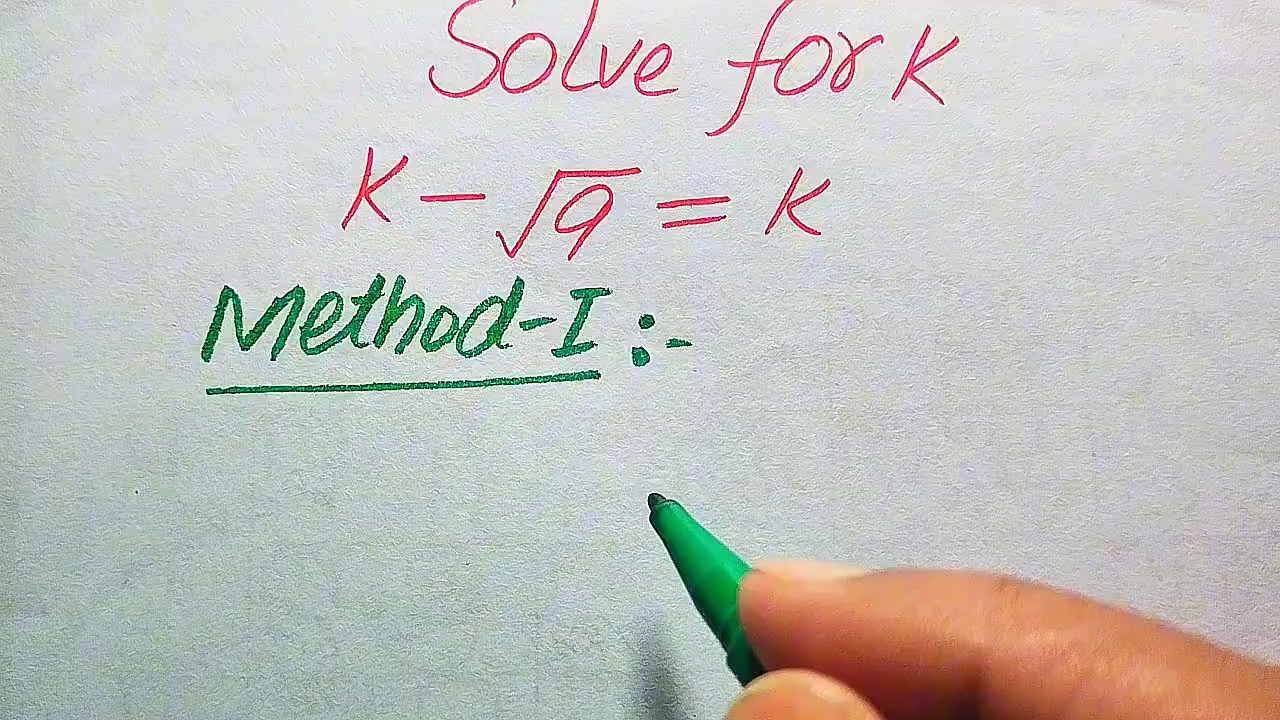 Solve for K
K - √9 = K
Method-I :-